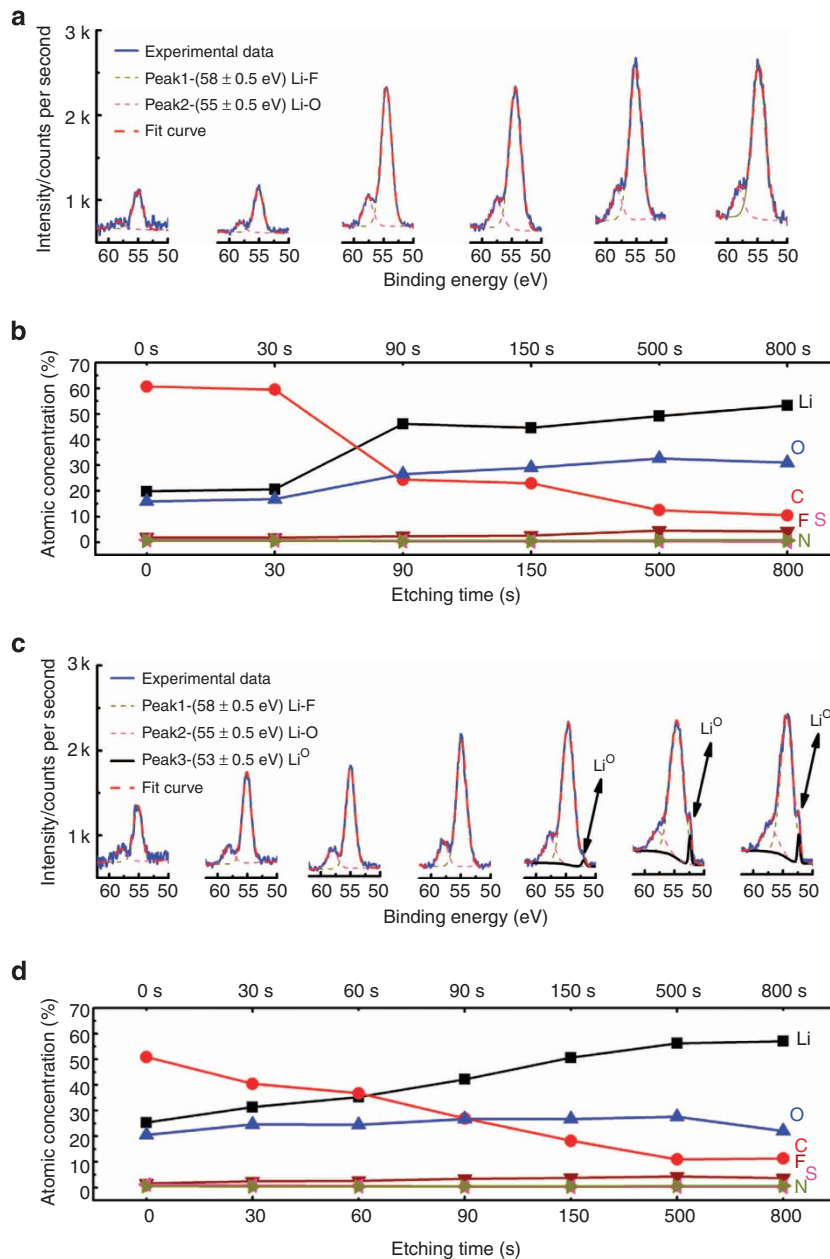 a
3 k
2 k
1 k
Intensity/counts per second
Experimental data
Peak1-(58 ± 0.5 eV) Li-F
Peak2-(55 ± 0.5 eV) Li-O
Fit curve
60 55 50 60 55 50 60 55 50 60 55 50 60 55 50 60 55 50
Binding energy (eV)
b
0 s 30 s 90 s 150 s 500 s 800 s
Atomic concentration (%)
70
60
50
40
30
20
10
0
Li
O
C
F S
N
0 30 90 150 500 800
Etching time (s)
c
3 k
2 k
1 k
Intensity/counts per second
Experimental data
Peak1-(58 ± 0.5 eV) Li-F
Peak2-(55 ± 0.5 eV) Li-O
Peak3-(53 ± 0.5 eV) Li^O
Fit curve
Li^O Li^O Li^O
60 55 50 60 55 50 60 55 50 60 55 50 60 55 50 60 55 50 60 55 50
Binding energy (eV)
d
0 s 30 s 60 s 90 s 150 s 500 s 800 s
Atomic concentration (%)
70
60
50
40
30
20
10
0
Li
O
C
F
S
N
0 30 60 90 150 500 800
Etching time (s)